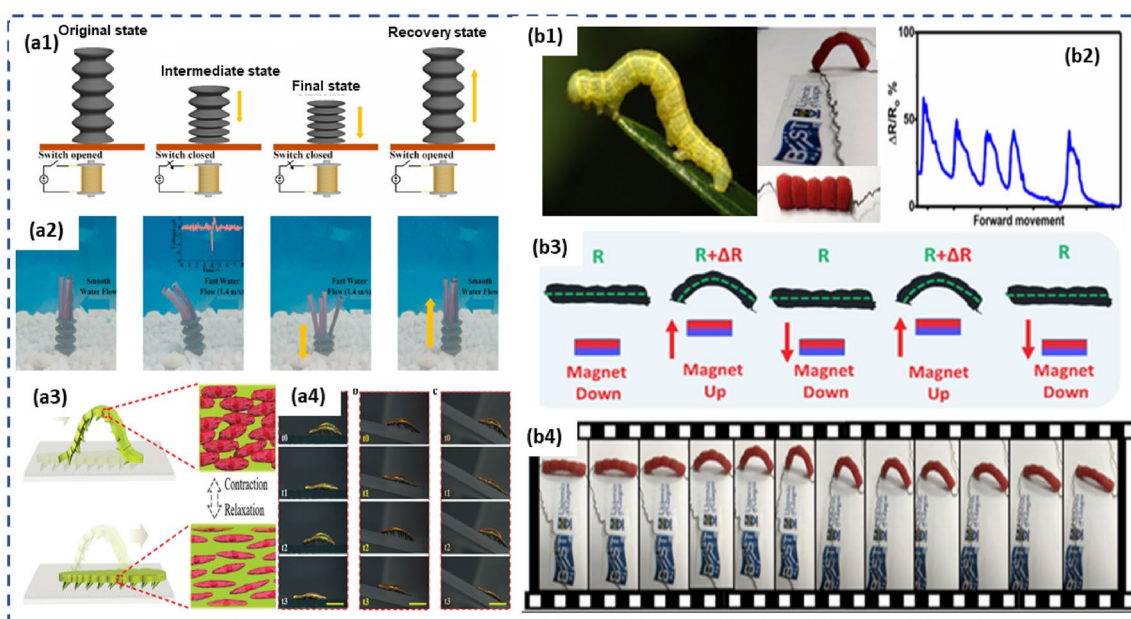 (a1)
Original state
Intermediate state
Final state
Recovery state
Switch opened
Switch closed
Switch closed
Switch opened
(a2)
Smooth
Water Flow
Fast Water
Flow (1.4 m/s)
Fast Water
Flow (1.4 m/s)
Smooth
Water Flow
(a3)
Contraction
Relaxation
(a4)
D
C
t0
t0
t0
t1
t1
t1
t2
t2
t2
t3
t3
t3
(b1)
B/ST
(b2)
100
50
0
ΔR/R₀ %
Forward movement
(b3)
R
R+ΔR
R
R+ΔR
R
Magnet
Down
Magnet
Up
Magnet
Down
Magnet
Up
Magnet
Down
(b4)